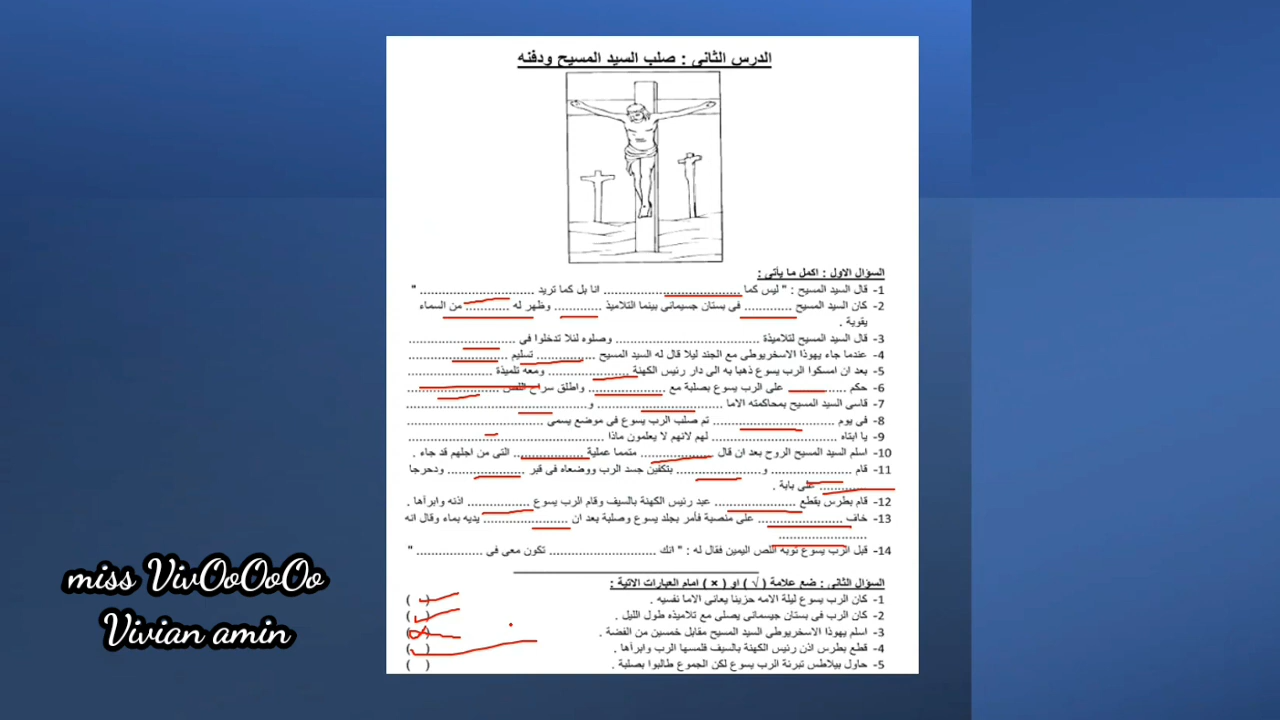 الدرس الثانى : صلب السيد المسيح ودفنه
السؤال الاول : اكمل ما يأتى :
1- قال السيد المسيح : " ليس كما .................................. انا بل كما تريد ........................... "
2- كان السيد المسيح ............ فى بستان جسيمانى بينما التلاميذ ............ وظهر له ........... من السماء
يقوية .
3- قال السيد المسيح لتلاميذة .................................. وصلوه لئلا تدخلوا فى .........................
4- عندما جاء يهوذا الاسخريوطى مع الجند ليلا قال له السيد المسيح .............. تسليم .......................
5- بعد ان امسكوا الرب يسوع ذهبا به الى دار رئيس الكهنة ................... ومعه تلميذة ....................
6- حكم ............. على الرب يسوع بصلبة مع ................ واطلق سراح اللص .....................
7- قاسى السيد المسيح بمحاكمته الاما .............................. و............................................
8- فى يوم ............................. تم صلب الرب يسوع فى موضع يسمى ................................
9- يا ابتاه .............................. لهم لانهم لا يعلمون ماذا ..............................................
10- اسلم السيد المسيح الروح بعد ان قال ................. متمما عملية ................. التى من اجلهم قد جاء .
11- قام ................... و.................... بتكفين جسد الرب ووضعاه فى قبر .................. ودحرجا
................... على بابة .
12- قام بطرس بقطع .................... عبد رئيس الكهنة بالسيف وقام الرب يسوع ............... اذنه وابرأها .
13- خاف .................... على منصبة فأمر بجلد يسوع وصلبة بعد ان .................... يديه بماء وقال انه
.....................
14- قبل الرب يسوع توبه اللص اليمين فقال له : " انك .......................... تكون معى فى ................ "
السؤال الثانى : ضع علامة ( √ ) او ( × ) امام العبارات الاتية :
1- كان الرب يسوع ليلة الامه حزينا يعانى الاما نفسيه . ( )
2- كان الرب فى بستان جيسمانى يصلى مع تلاميذه طول الليل . ( )
3- اسلم يهوذا الاسخريوطى السيد المسيح مقابل خمسين من الفضة . ( )
4- قطع بطرس اذن رئيس الكهنة بالسيف فلمسها الرب وابرأها . ( )
5- حاول بيلاطس تبرئة الرب يسوع لكن الجموع طالبوا بصلبة . ( )
miss VivOoOoOo
Vivian amin